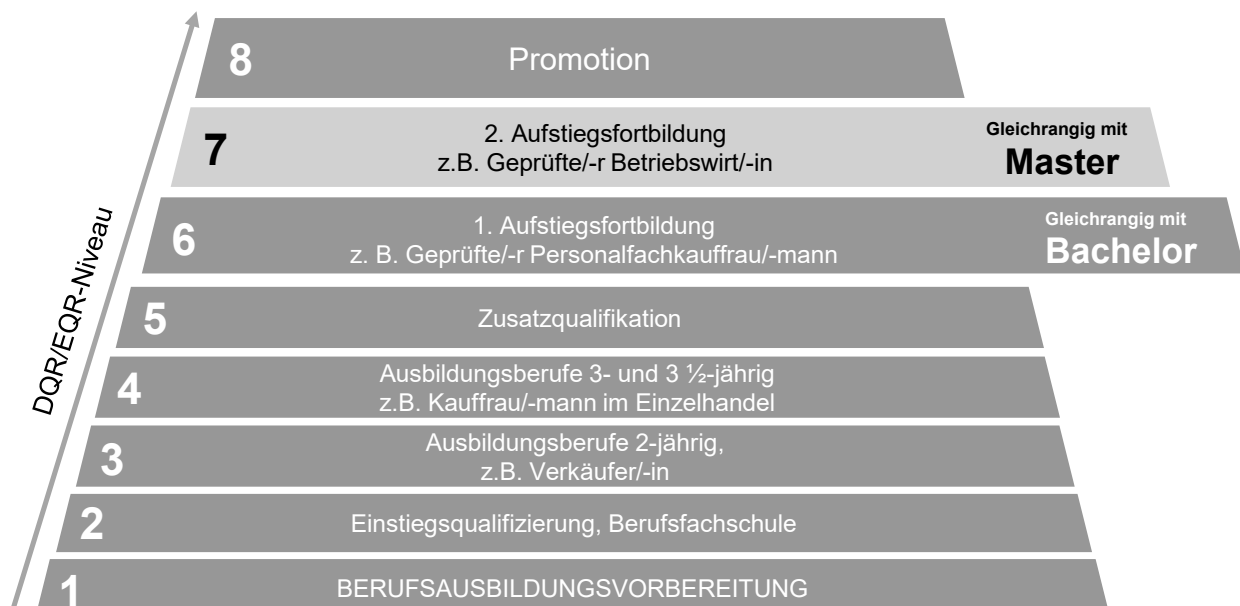 8
Promotion
7
2. Aufstiegsfortbildung
z.B. Geprüfte/-r Betriebswirt/-in
Gleichrangig mit
Master
6
1. Aufstiegsfortbildung
z. B. Geprüfte/-r Personalfachkauffrau/-mann
Gleichrangig mit
Bachelor
5
Zusatzqualifikation
4
Ausbildungsberufe 3- und 3 ½-jährig
z.B. Kauffrau/-mann im Einzelhandel
3
Ausbildungsberufe 2-jährig,
z.B. Verkäufer/-in
2
Einstiegsqualifizierung, Berufsfachschule
1
BERUFSAUSBILDUNGSVORBEREITUNG
DQR/EQR-Niveau